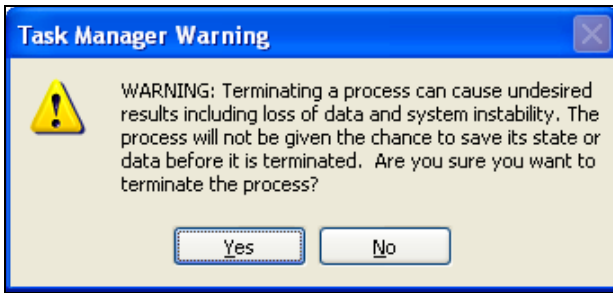 Task Manager Warning
WARNING: Terminating a process can cause undesired
results including loss of data and system instability. The
process will not be given the chance to save its state or
data before it is terminated.  Are you sure you want to
terminate the process?
Yes
No